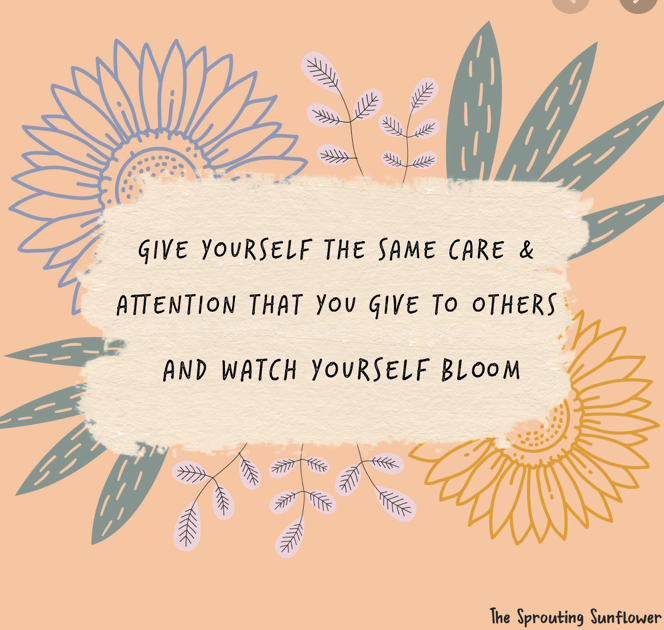 GIVE YOURSELF THE SAME CARE &
ATTENTION THAT YOU GIVE TO OTHERS
AND WATCH YOURSELF BLOOM
The Sprouting Sunflower